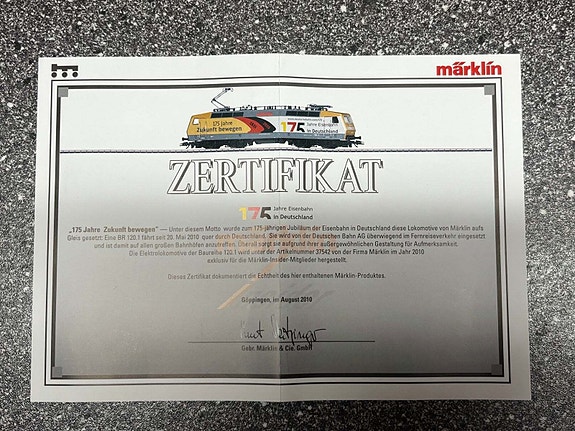 märklin
175 Jahre
Zukunft bewegen
175 Jahre Eisenbahn
in Deutschland
ZERTIFIKAT
175 Jahre Eisenbahn
in Deutschland
„175 Jahre Zukunft bewegen“ — Unter diesem Motto wurde zum 175-jährigen Jubiläum der Eisenbahn in Deutschland diese Lokomotive von Märklin aufs
Gleis gesetzt: Eine BR 120.1 fährt seit 20. Mai 2010 quer durch Deutschland. Sie wird von der Deutschen Bahn AG überwiegend im Fernreiseverkehr eingesetzt
und ist damit auf allen großen Bahnhöfen anzutreffen. Überall sorgt sie aufgrund ihrer außergewöhnlichen Gestaltung für Aufmerksamkeit.
Die Elektrolokomotive der Baureihe 120.1 wird unter der Artikelnummer 37542 von der Firma Märklin im Jahr 2010
exklusiv für die Märklin-Insider-Mitglieder hergestellt.
Dieses Zertifikat dokumentiert die Echtheit des hier enthaltenen Märklin-Produktes.
Göppingen, im August 2010
Gebr. Märklin & Cie. GmbH